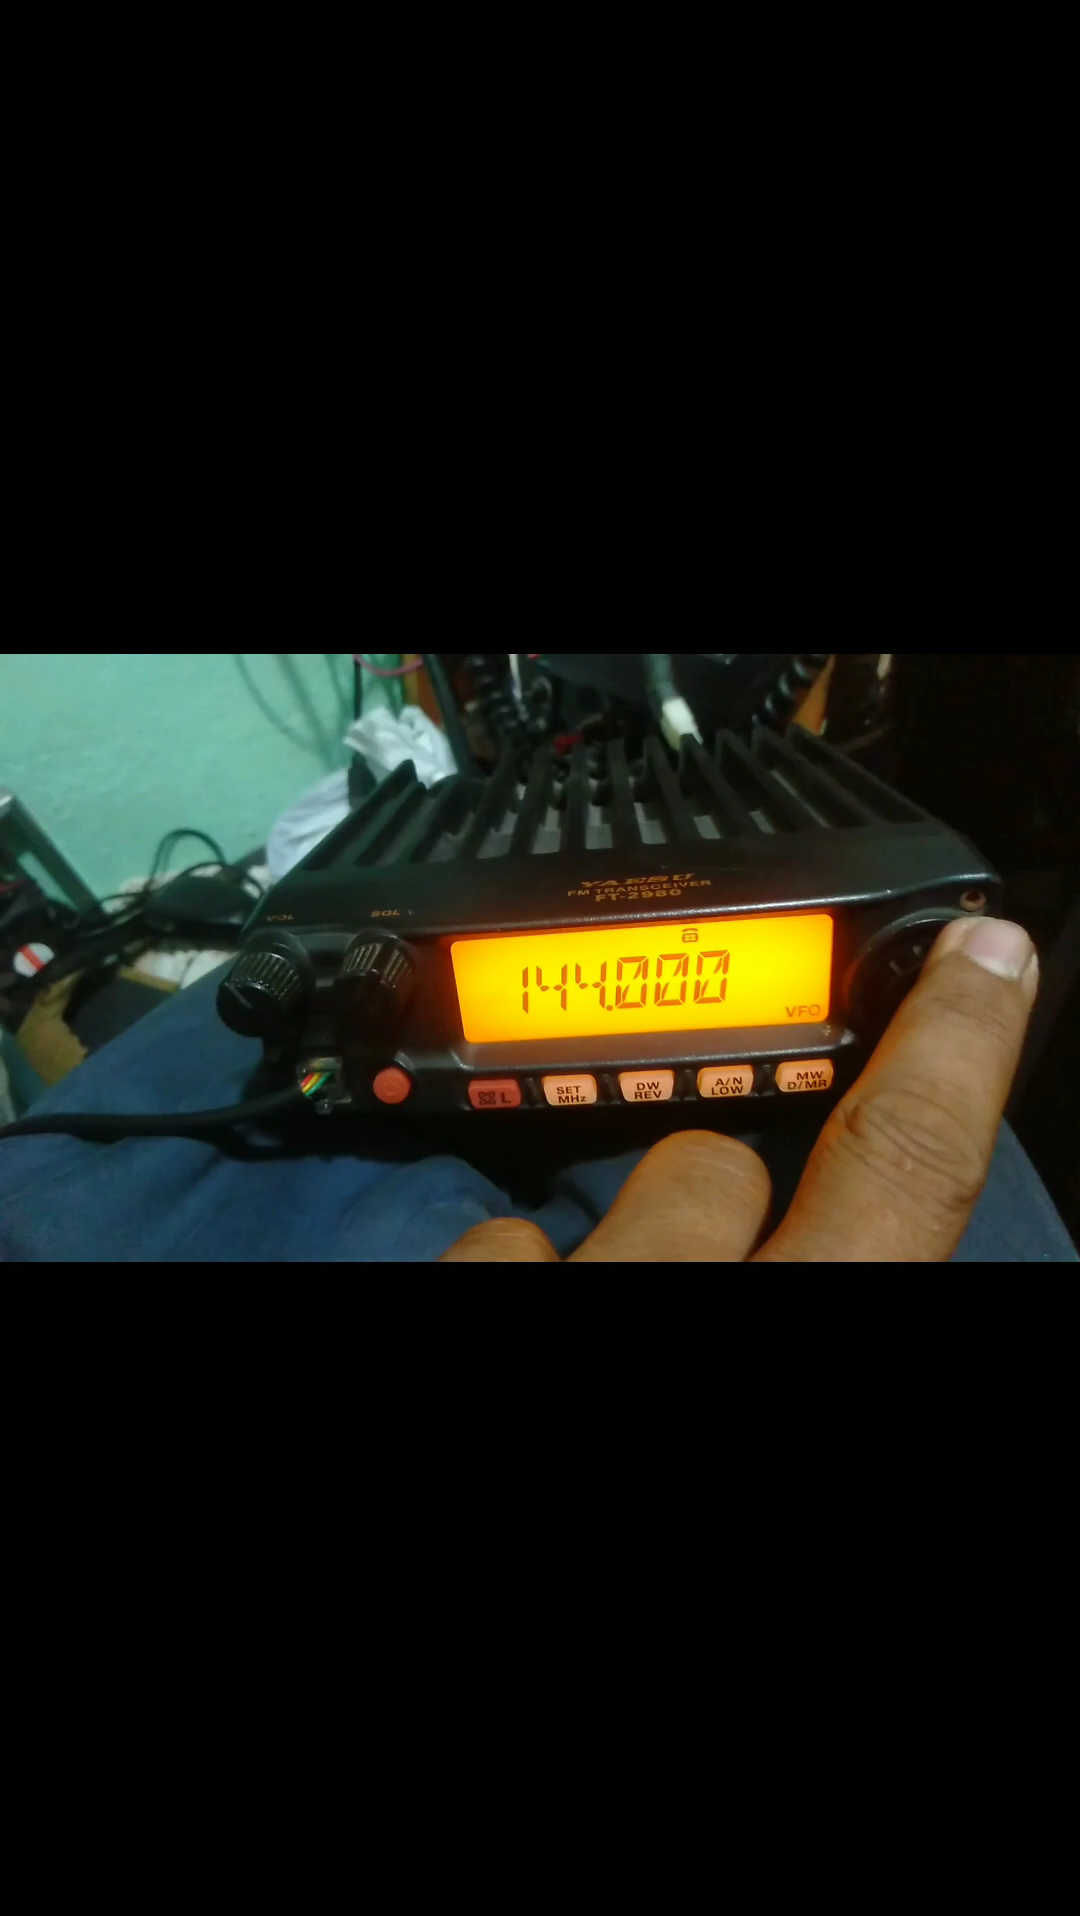 YAESU
FM TRANSCEIVER
FT-2980
VOL
SQL
144.000
VFO
L
SET
MHz
DW
REV
A/N
LOW
MW
D/MR